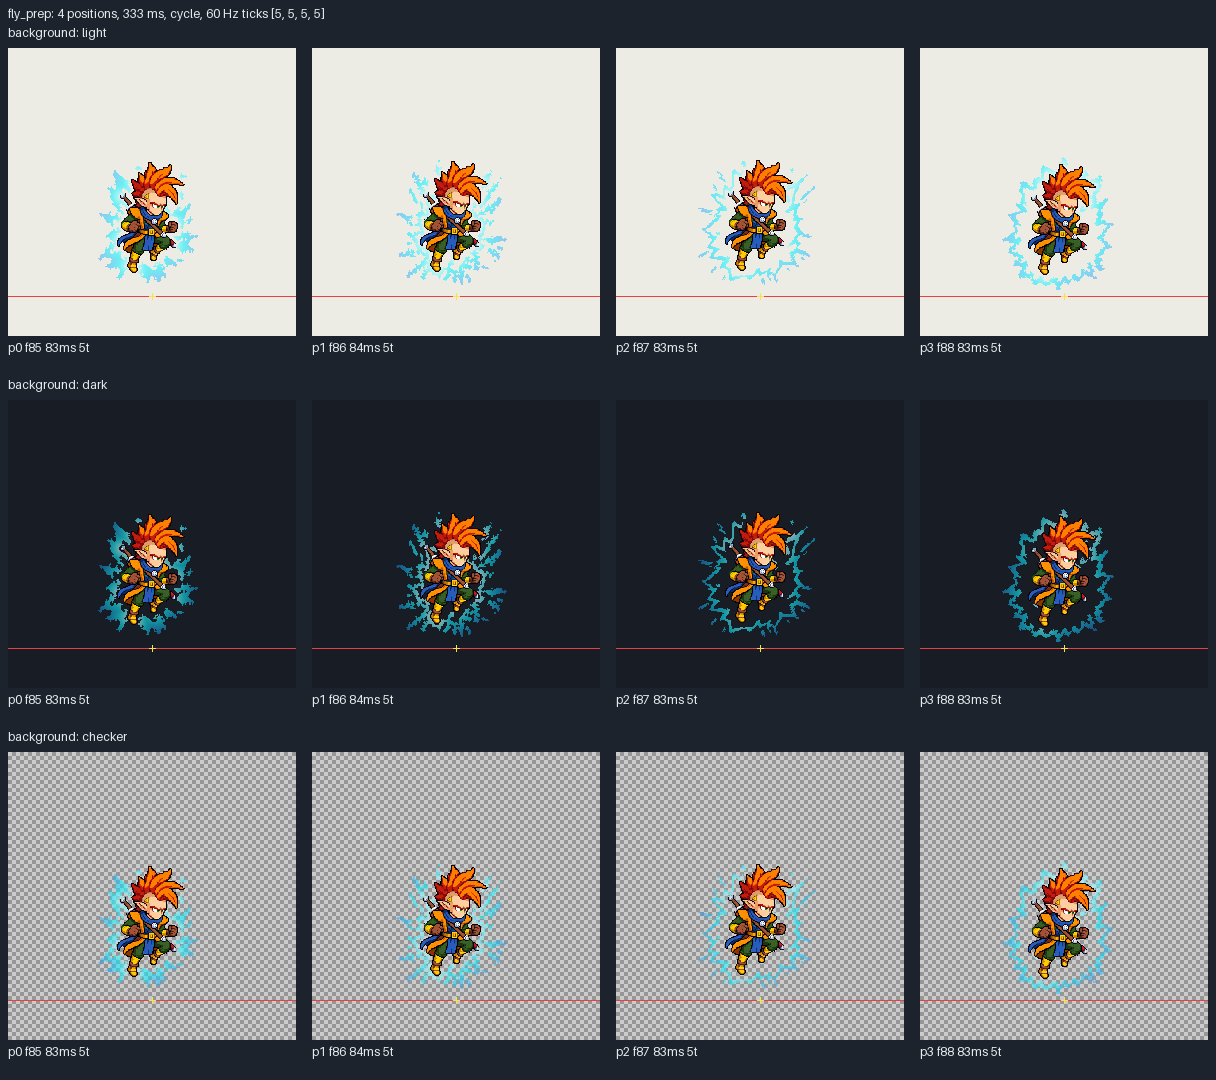 fly_prep: 4 positions, 333 ms, cycle, 60 Hz ticks [5, 5, 5, 5]
background: light
p0 f85 83ms 5t
p1 f86 84ms 5t
p2 f87 83ms 5t
p3 f88 83ms 5t
background: dark
p0 f85 83ms 5t
p1 f86 84ms 5t
p2 f87 83ms 5t
p3 f88 83ms 5t
background: checker
p0 f85 83ms 5t
p1 f86 84ms 5t
p2 f87 83ms 5t
p3 f88 83ms 5t